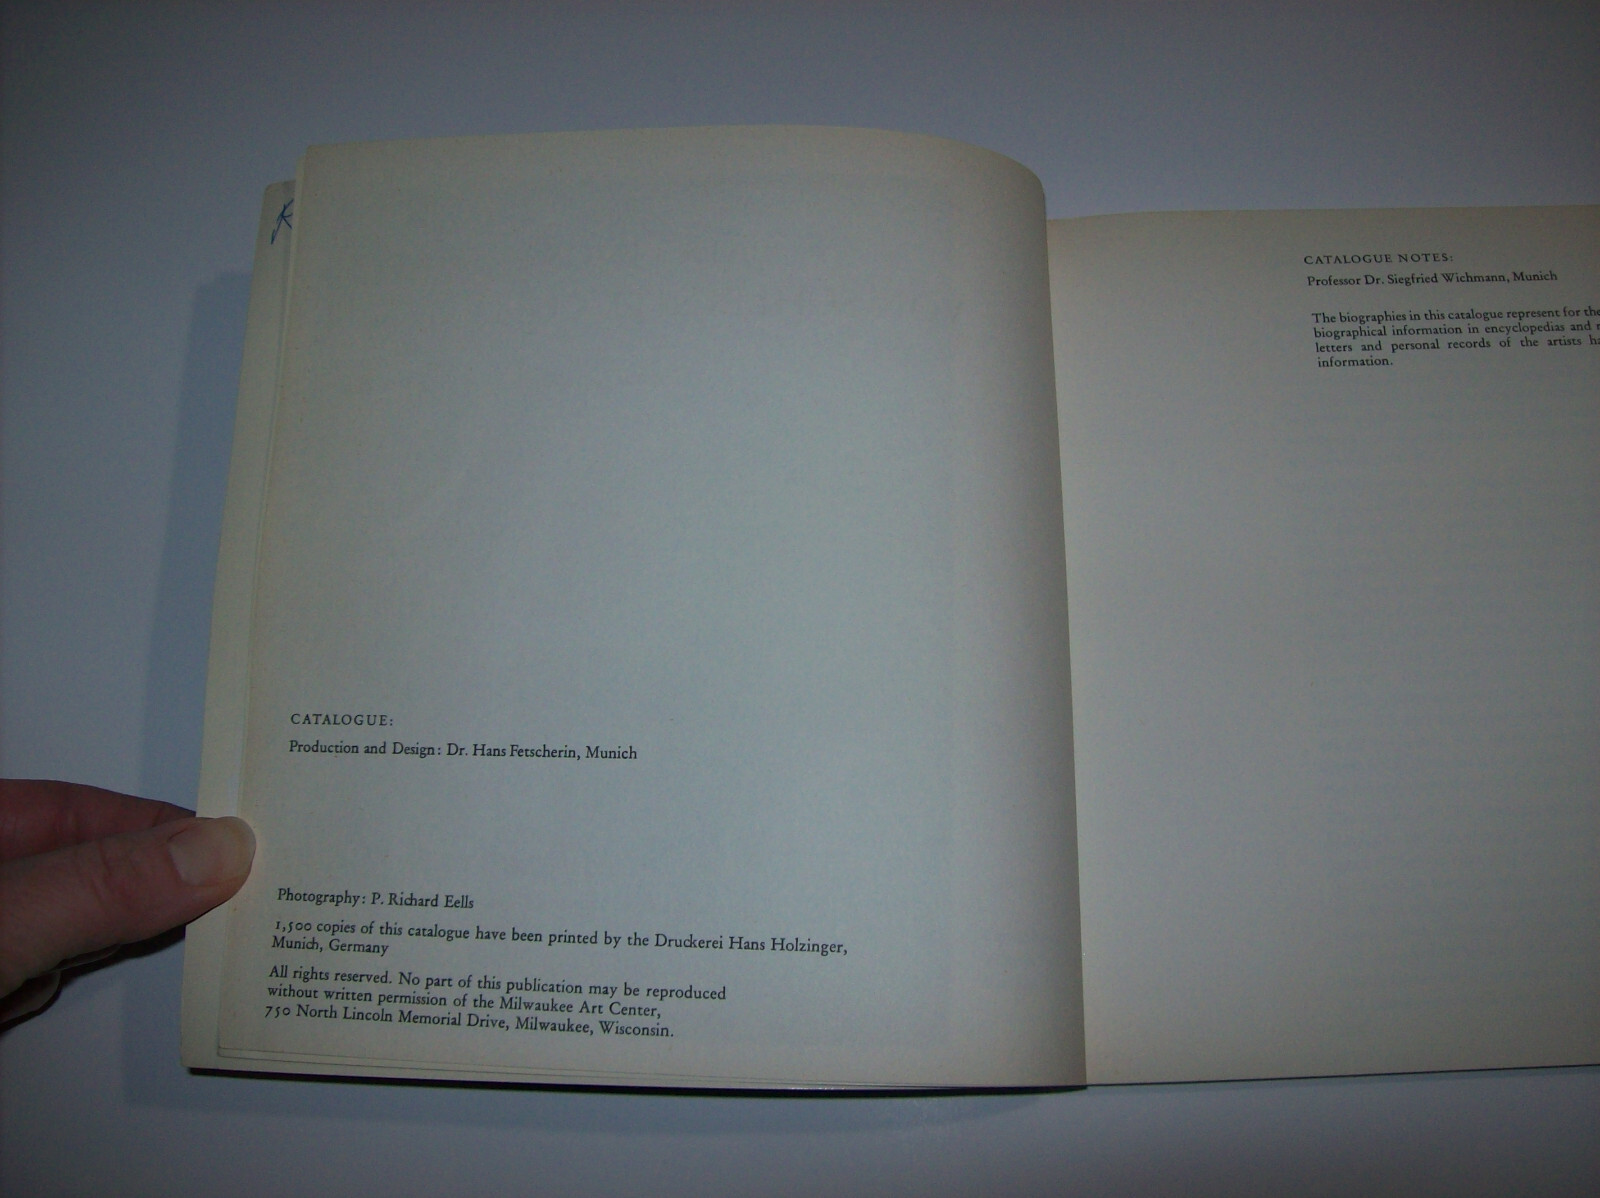 CATALOGUE:
Production and Design: Dr. Hans Fetscherin, Munich
Photography: P. Richard Eells
1,500 copies of this catalogue have been printed by the Druckerei Hans Holzinger,
Munich, Germany
All rights reserved. No part of this publication may be reproduced
without written permission of the Milwaukee Art Center,
750 North Lincoln Memorial Drive, Milwaukee, Wisconsin.
CATALOGUE NOTES:
Professor Dr. Siegfried Wichmann, Munich
The biographies in this catalogue represent for the
biographical information in encyclopedias and
letters and personal records of the artists
information.